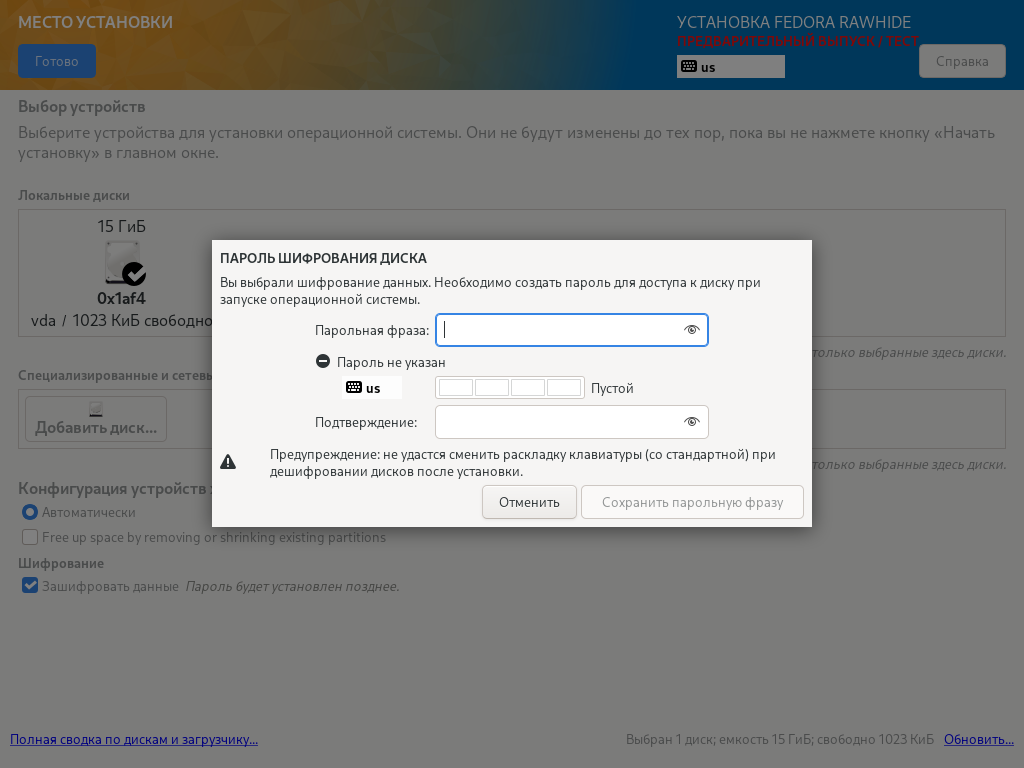 МЕСТО УСТАНОВКИ
УСТАНОВКА FEDORA RAWHIDE
ПРЕДВАРИТЕЛЬНЫЙ ВЫПУСК / ТЕСТ
Готово
us
Справка
Выбор устройств
Выберите устройства для установки операционной системы. Они не будут изменены до тех пор, пока вы не нажмете кнопку «Начать
установку» в главном окне.
Локальные диски
15 ГиБ
0x1af4
vda / 1023 КиБ свободно
только выбранные здесь диски.
Специализированные и сетевы
Добавить диск...
только выбранные здесь диски.
Конфигурация устройств
Автоматически
Free up space by removing or shrinking existing partitions
Шифрование
Зашифровать данные Пароль будет установлен позднее.
ПАРОЛЬ ШИФРОВАНИЯ ДИСКА
Вы выбрали шифрование данных. Необходимо создать пароль для доступа к диску при
запуске операционной системы.
Парольная фраза:
Пароль не указан
us
Пустой
Подтверждение:
Предупреждение: не удастся сменить раскладку клавиатуры (со стандартной) при
дешифровании дисков после установки.
Отменить
Сохранить парольную фразу
Полная сводка по дискам и загрузчику...
Выбран 1 диск; емкость 15 ГиБ; свободно 1023 КиБ Обновить...